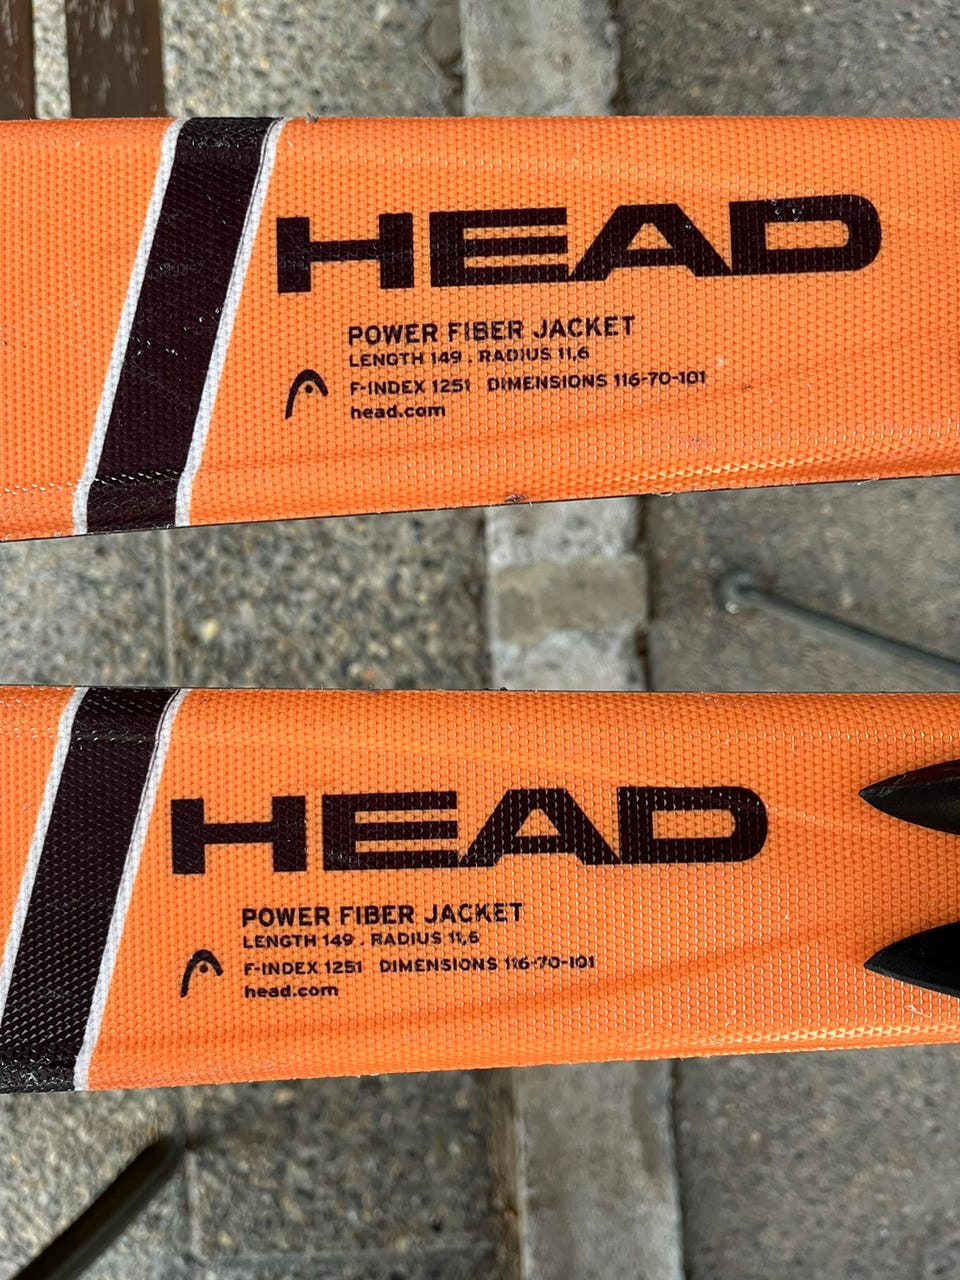 HEAD
POWER FIBER JACKET
LENGTH 149 . RADIUS 11,6
F-INDEX 1251 DIMENSIONS 116-70-101
head.com
HEAD
POWER FIBER JACKET
LENGTH 149 . RADIUS 11,6
F-INDEX 1251 DIMENSIONS 116-70-101
head.com